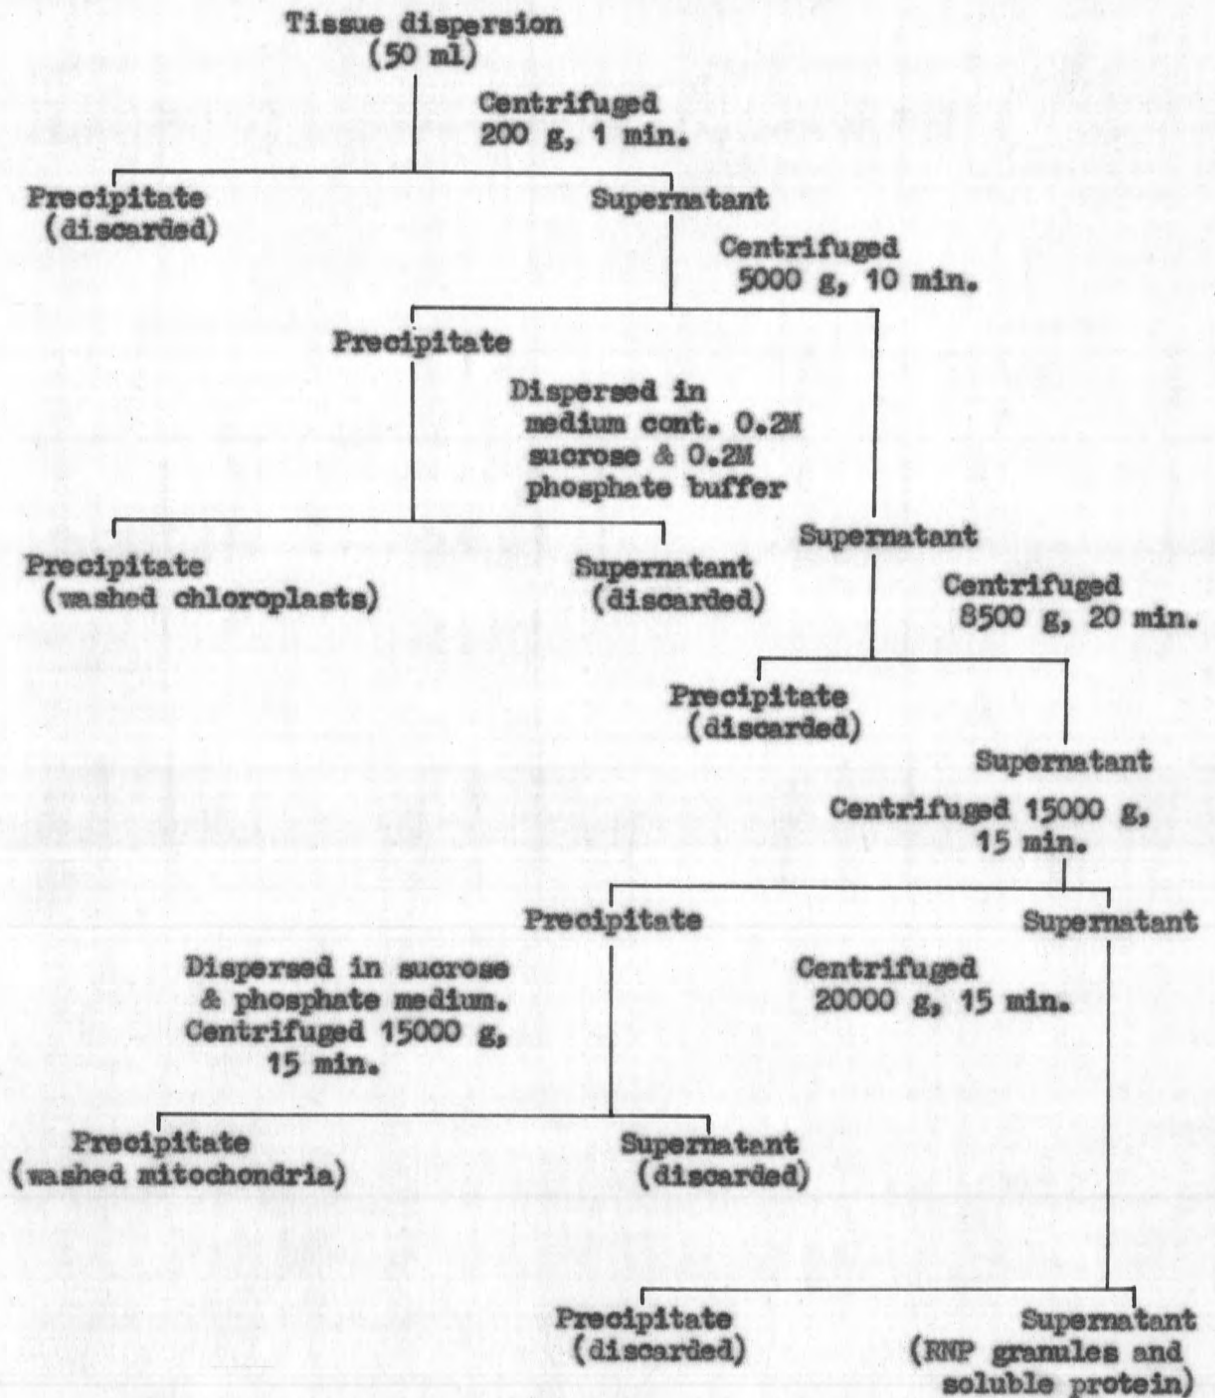 Tissue dispersion
(50 ml)
Centrifuged
200 g, 1 min.
Precipitate
(discarded)
Supernatant
Centrifuged
5000 g, 10 min.
Precipitate
Dispersed in
medium cont. 0.2M
sucrose & 0.2M
phosphate buffer
Supernatant
Precipitate
(washed chloroplasts)
Supernatant
(discarded)
Centrifuged
8500 g, 20 min.
Precipitate
(discarded)
Supernatant
Centrifuged 15000 g,
15 min.
Precipitate
Supernatant
Dispersed in sucrose
& phosphate medium.
Centrifuged 15000 g,
15 min.
Centrifuged
20000 g, 15 min.
Precipitate
(washed mitochondria)
Supernatant
(discarded)
Precipitate
(discarded)
Supernatant
(RNP granules and
soluble protein)